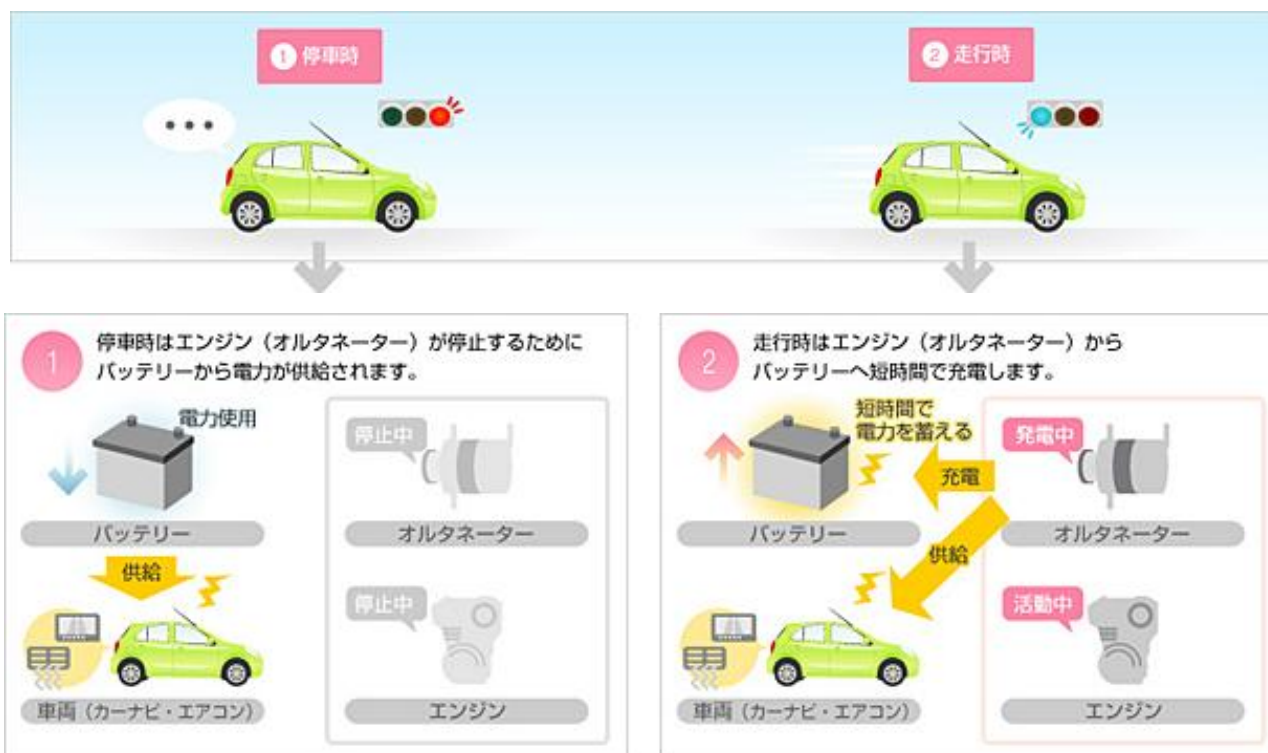 1 停車時
2 走行時
1
停車時はエンジン（オルタネーター）が停止するために
バッテリーから電力が供給されます。
電力使用
バッテリー
供給
車両（カーナビ・エアコン）
停止中
オルタネーター
停止中
エンジン
2
走行時はエンジン（オルタネーター）から
バッテリーへ短時間で充電します。
短時間で
電力を蓄える
バッテリー
充電
供給
車両（カーナビ・エアコン）
発電中
オルタネーター
活動中
エンジン